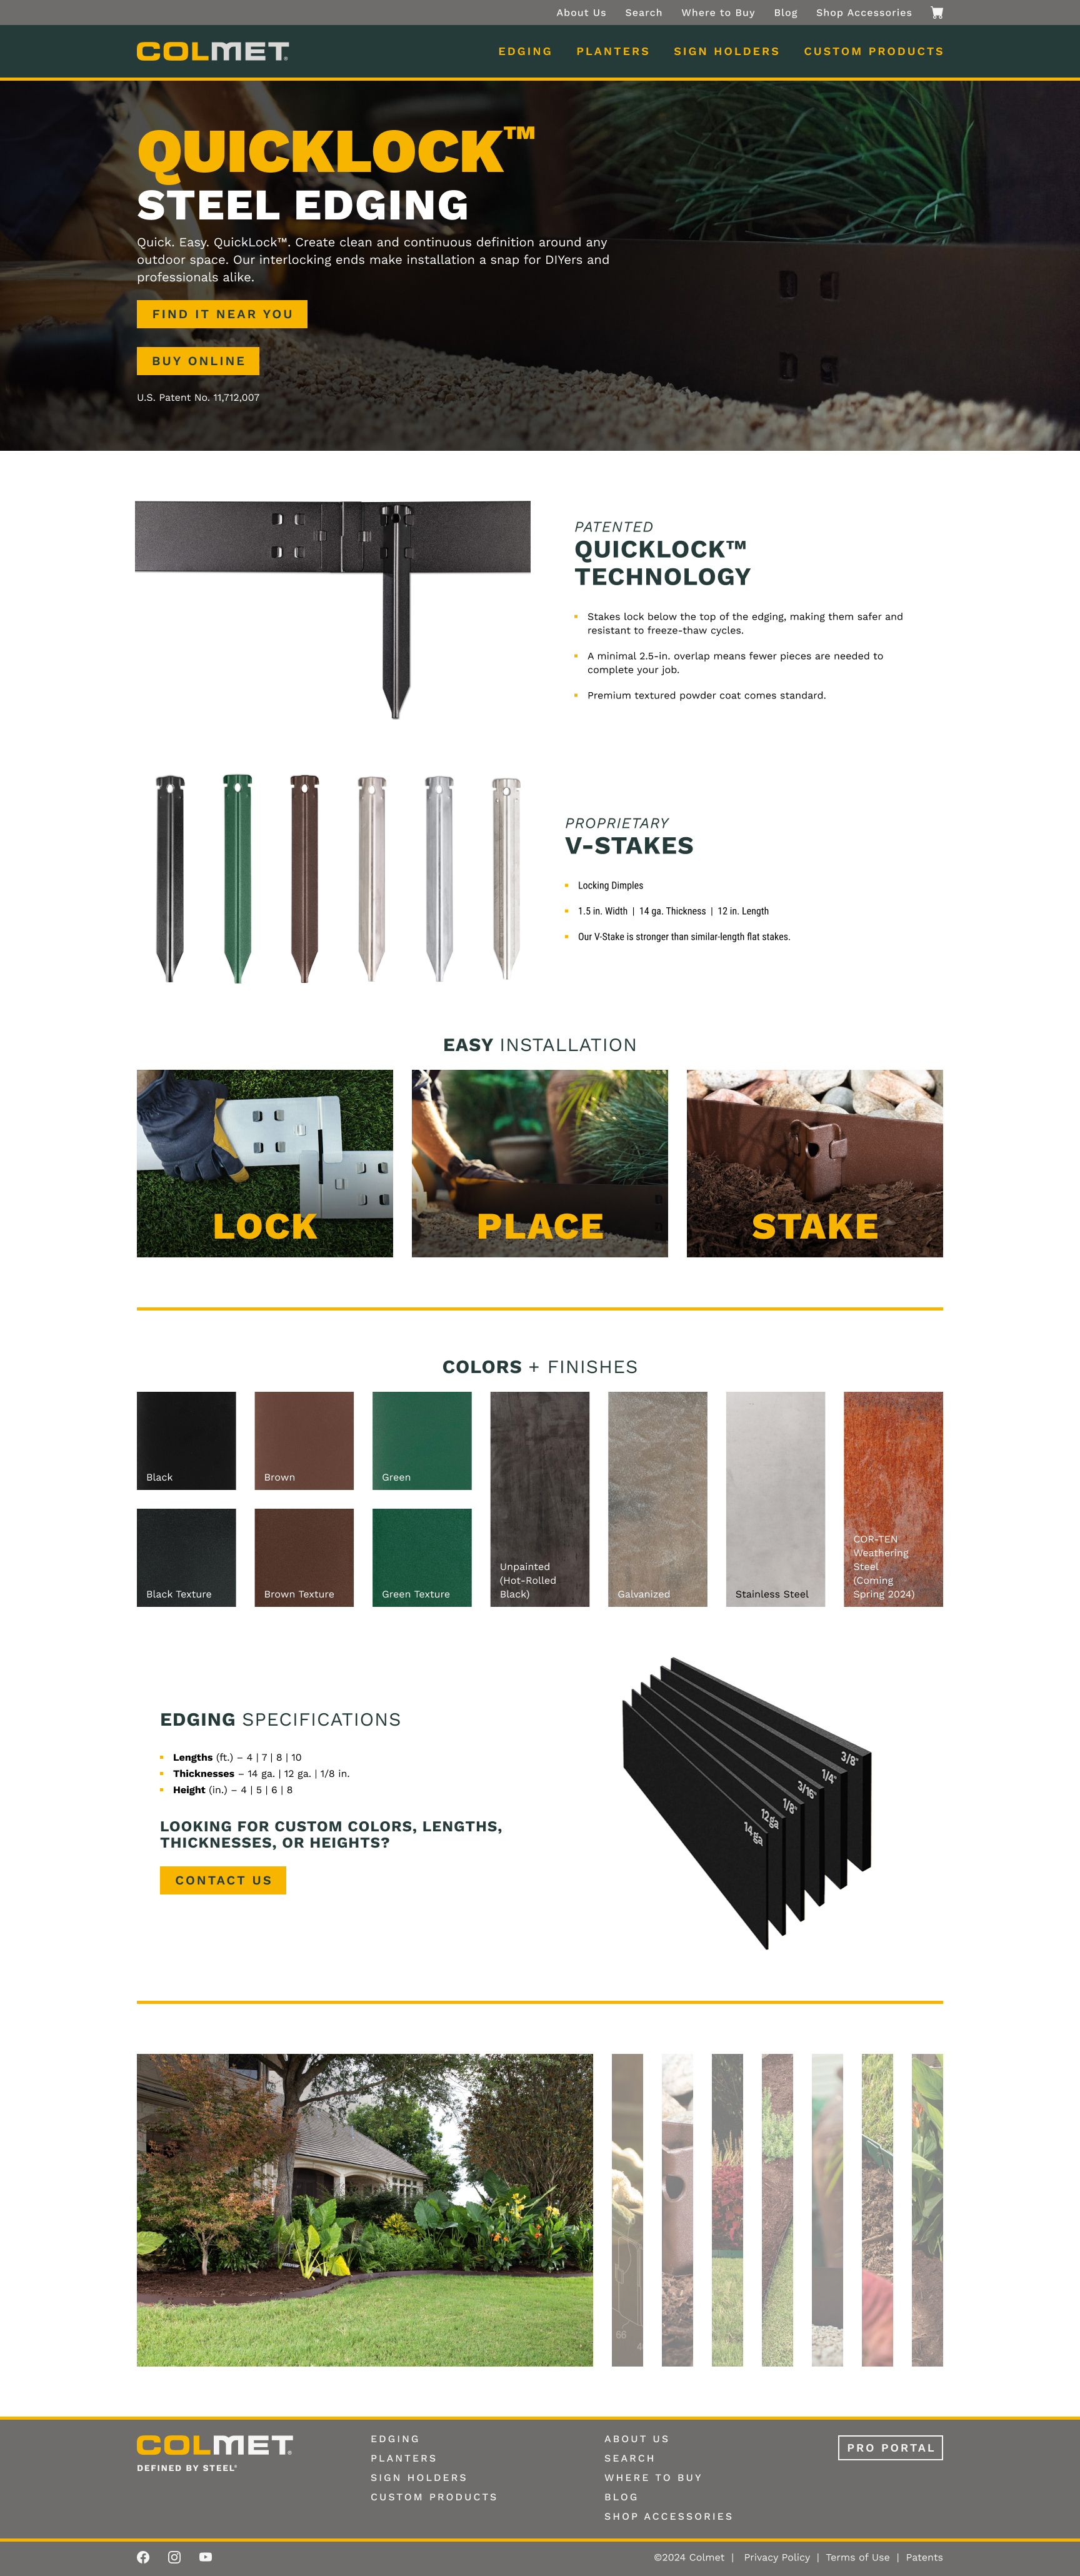 About Us Search Where to Buy Blog Shop Accessories
COLMET
EDGING PLANTERS SIGN HOLDERS CUSTOM PRODUCTS
QUICKLOCK™
STEEL EDGING
Quick. Easy. QuickLock™. Create clean and continuous definition around any
outdoor space. Our interlocking ends make installation a snap for DIYers and
professionals alike.
FIND IT NEAR YOU
BUY ONLINE
U.S. Patent No. 11,712,007
PATENTED
QUICKLOCK™
TECHNOLOGY
Stakes lock below the top of the edging, making them safer and
resistant to freeze-thaw cycles.
A minimal 2.5-in. overlap means fewer pieces are needed to
complete your job.
Premium textured powder coat comes standard.
PROPRIETARY
V-STAKES
Locking Dimples
1.5 in. Width | 14 ga. Thickness | 12 in. Length
Our V-Stake is stronger than similar-length flat stakes.
EASY INSTALLATION
LOCK
PLACE
STAKE
COLORS + FINISHES
Black
Brown
Green
Black Texture
Brown Texture
Green Texture
Unpainted
(Hot-Rolled
Black)
Galvanized
Stainless Steel
COR-TEN
Weathering
Steel
(Coming
Spring 2024)
EDGING SPECIFICATIONS
Lengths (ft.) – 4 | 7 | 8 | 10
Thicknesses – 14 ga. | 12 ga. | 1/8 in.
Height (in.) – 4 | 5 | 6 | 8
LOOKING FOR CUSTOM COLORS, LENGTHS,
THICKNESSES, OR HEIGHTS?
CONTACT US
14 ga
12 ga
1/8"
3/16"
1/4"
3/8"
66
4
COLMET®
DEFINED BY STEEL®
EDGING
PLANTERS
SIGN HOLDERS
CUSTOM PRODUCTS
ABOUT US
SEARCH
WHERE TO BUY
BLOG
SHOP ACCESSORIES
PRO PORTAL
©2024 Colmet | Privacy Policy | Terms of Use | Patents